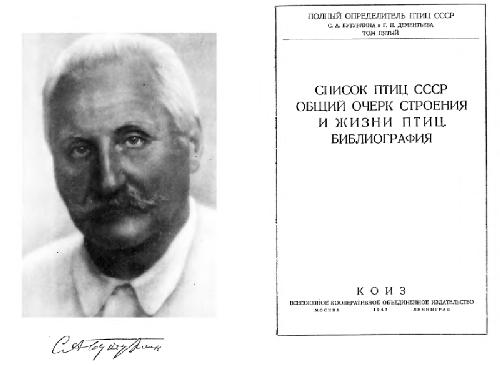 С. А. Бутурлин
ПОЛНЫЙ ОПРЕДЕЛИТЕЛЬ ПТИЦ СССР
С. А. БУТУРЛИНА и Г. П. ДЕМЕНТЬЕВА
ТОМ ПЯТЫЙ
СПИСОК ПТИЦ СССР
ОБЩИЙ ОЧЕРК СТРОЕНИЯ
И ЖИЗНИ ПТИЦ.
БИБЛИОГРАФИЯ
КОИЗ
ВСЕСОЮЗНОЕ КООПЕРАТИВНОЕ ОБЪЕДИНЕННОЕ ИЗДАТЕЛЬСТВО
МОСКВА ЛЕНИНГРАД